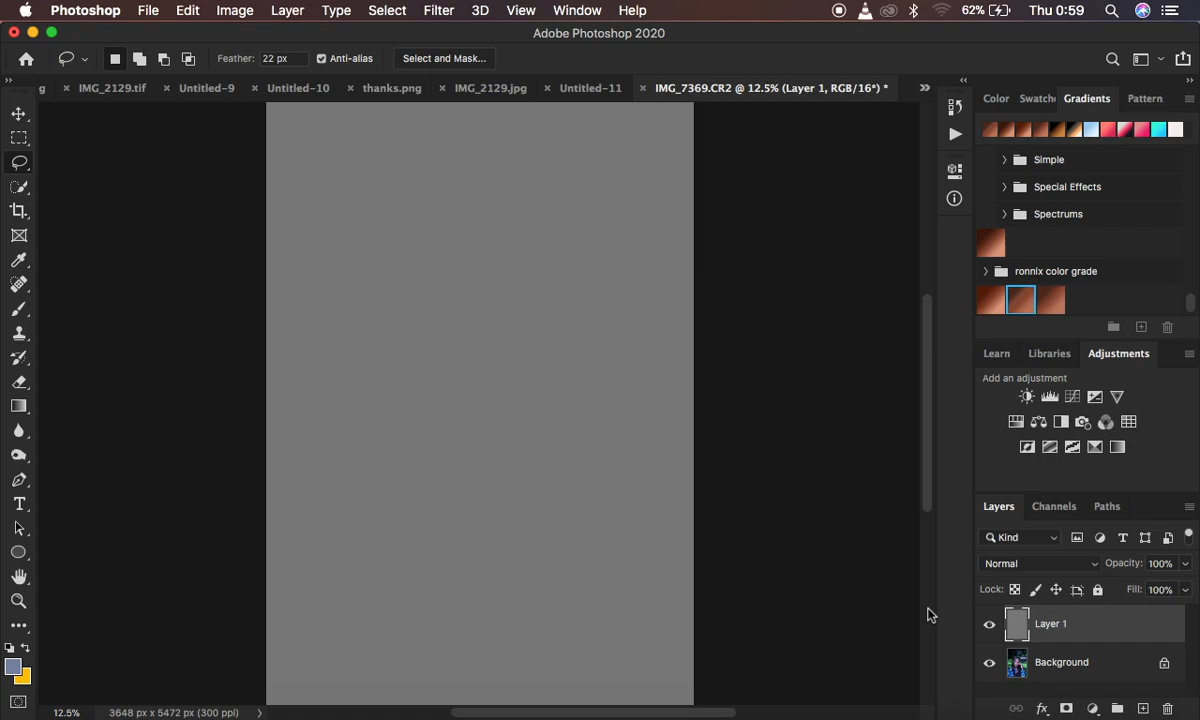 Photoshop File Edit Image Layer Type Select Filter 3D View Window Help 62% Thu 0:59
Adobe Photoshop 2020
Feather: 22 px Anti-alias Select and Mask...
g IMG_2129.tif Untitled-9 Untitled-10 thanks.png IMG_2129.jpg Untitled-11 IMG_7369.CR2 @ 12.5% (Layer 1, RGB/16*) *
Color Swatche Gradients Pattern
Simple
Special Effects
Spectrums
ronnix color grade
Learn Libraries Adjustments
Add an adjustment
Layers Channels Paths
Kind
Normal Opacity: 100%
Lock: Fill: 100%
Layer 1
Background
12.5% 3648 px x 5472 px (300 ppi)